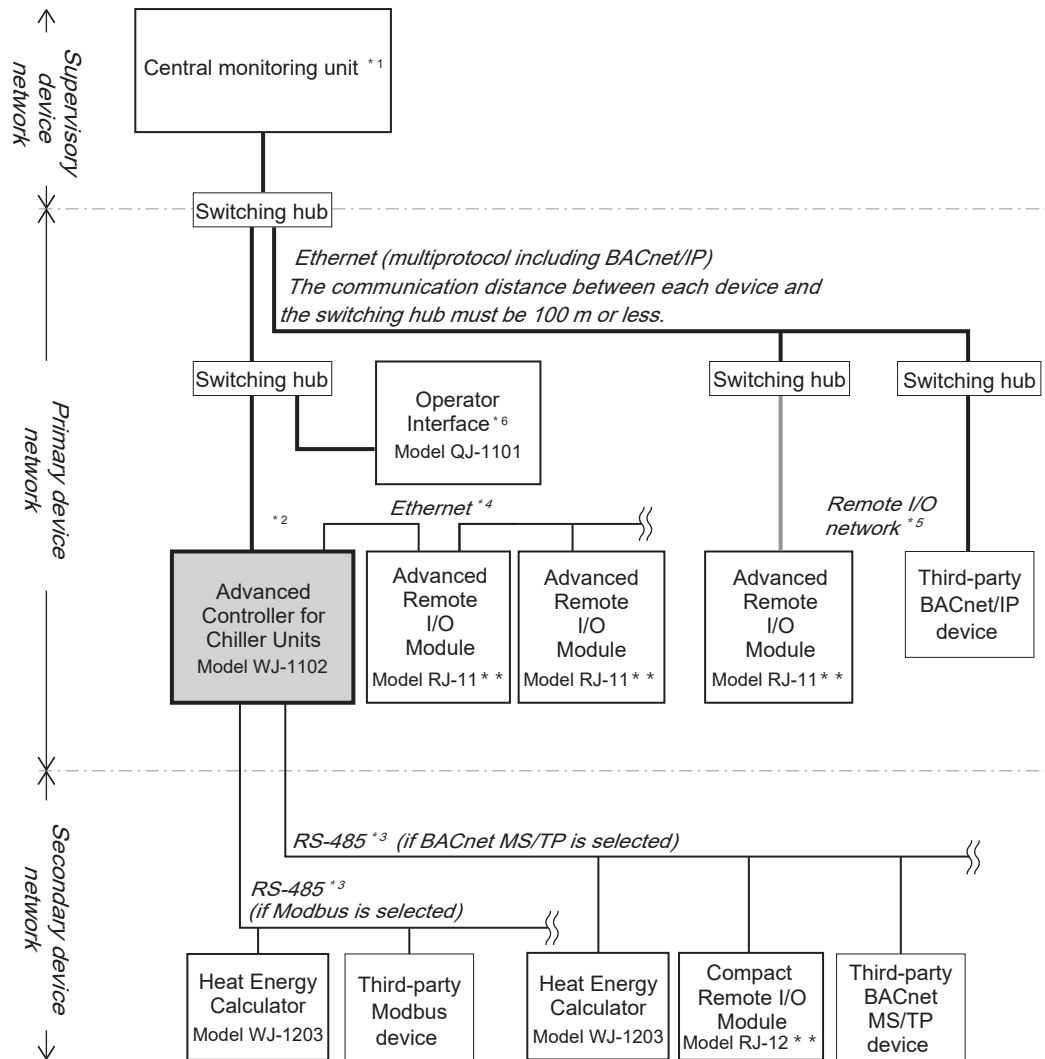 Supervisory
device
network
Central monitoring unit *1
Switching hub
Ethernet (multiprotocol including BACnet/IP)
The communication distance between each device and
the switching hub must be 100 m or less.
Primary device
network
Switching hub
Operator
Interface *6
Model QJ-1101
Switching hub
Switching hub
*2
Ethernet *4
Remote I/O
network *5
Advanced
Controller for
Chiller Units
Model WJ-1102
Advanced
Remote
I/O
Module
Model RJ-11**
Advanced
Remote
I/O
Module
Model RJ-11**
Advanced
Remote
I/O
Module
Model RJ-11**
Third-party
BACnet/IP
device
Secondary device
network
RS-485 *3 (if BACnet MS/TP is selected)
RS-485 *3
(if Modbus is selected)
Heat Energy
Calculator
Model WJ-1203
Third-party
Modbus
device
Heat Energy
Calculator
Model WJ-1203
Compact
Remote I/O
Module
Model RJ-12**
Third-party
BACnet
MS/TP
device